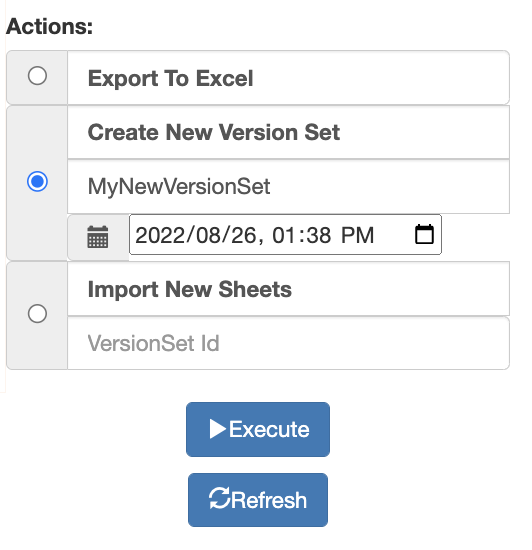 Actions:
Export To Excel
Create New Version Set
MyNewVersionSet
2022/08/26, 01:38 PM
Import New Sheets
VersionSet Id
Execute
Refresh